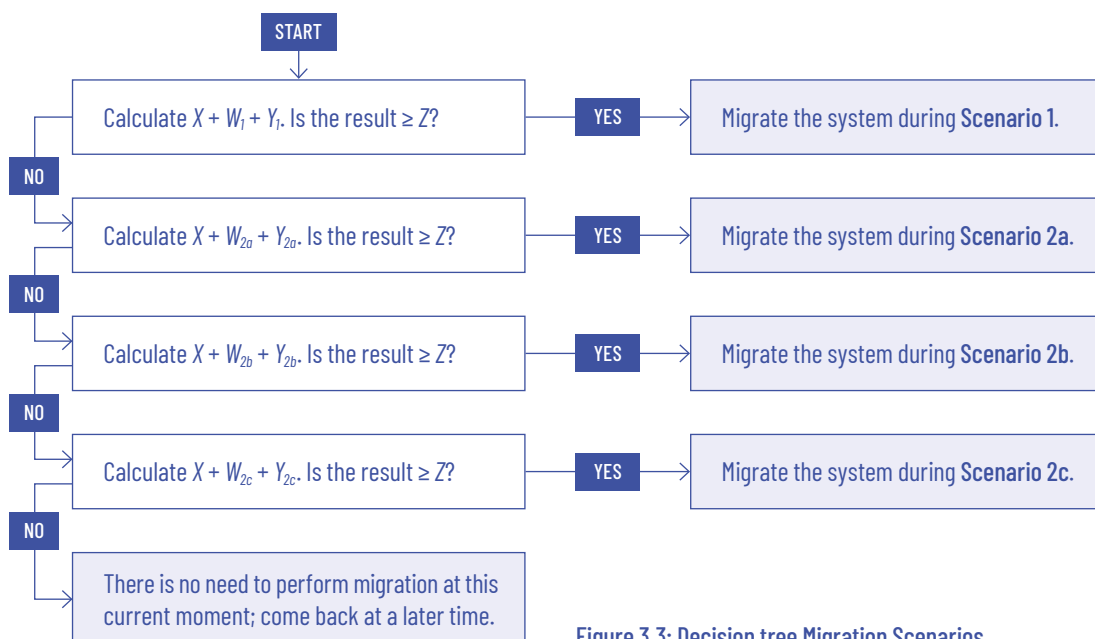 START
Calculate X + W₁ + Y₁. Is the result ≥ Z?
YES
Migrate the system during Scenario 1.
NO
Calculate X + W₂ₐ + Y₂ₐ. Is the result ≥ Z?
YES
Migrate the system during Scenario 2a.
NO
Calculate X + W2b + Y2b. Is the result ≥ Z?
YES
Migrate the system during Scenario 2b.
NO
Calculate X + W2c + Y2c. Is the result ≥ Z?
YES
Migrate the system during Scenario 2c.
NO
There is no need to perform migration at this
current moment; come back at a later time.
Figure 3.3: Decision tree Migration Scenarios